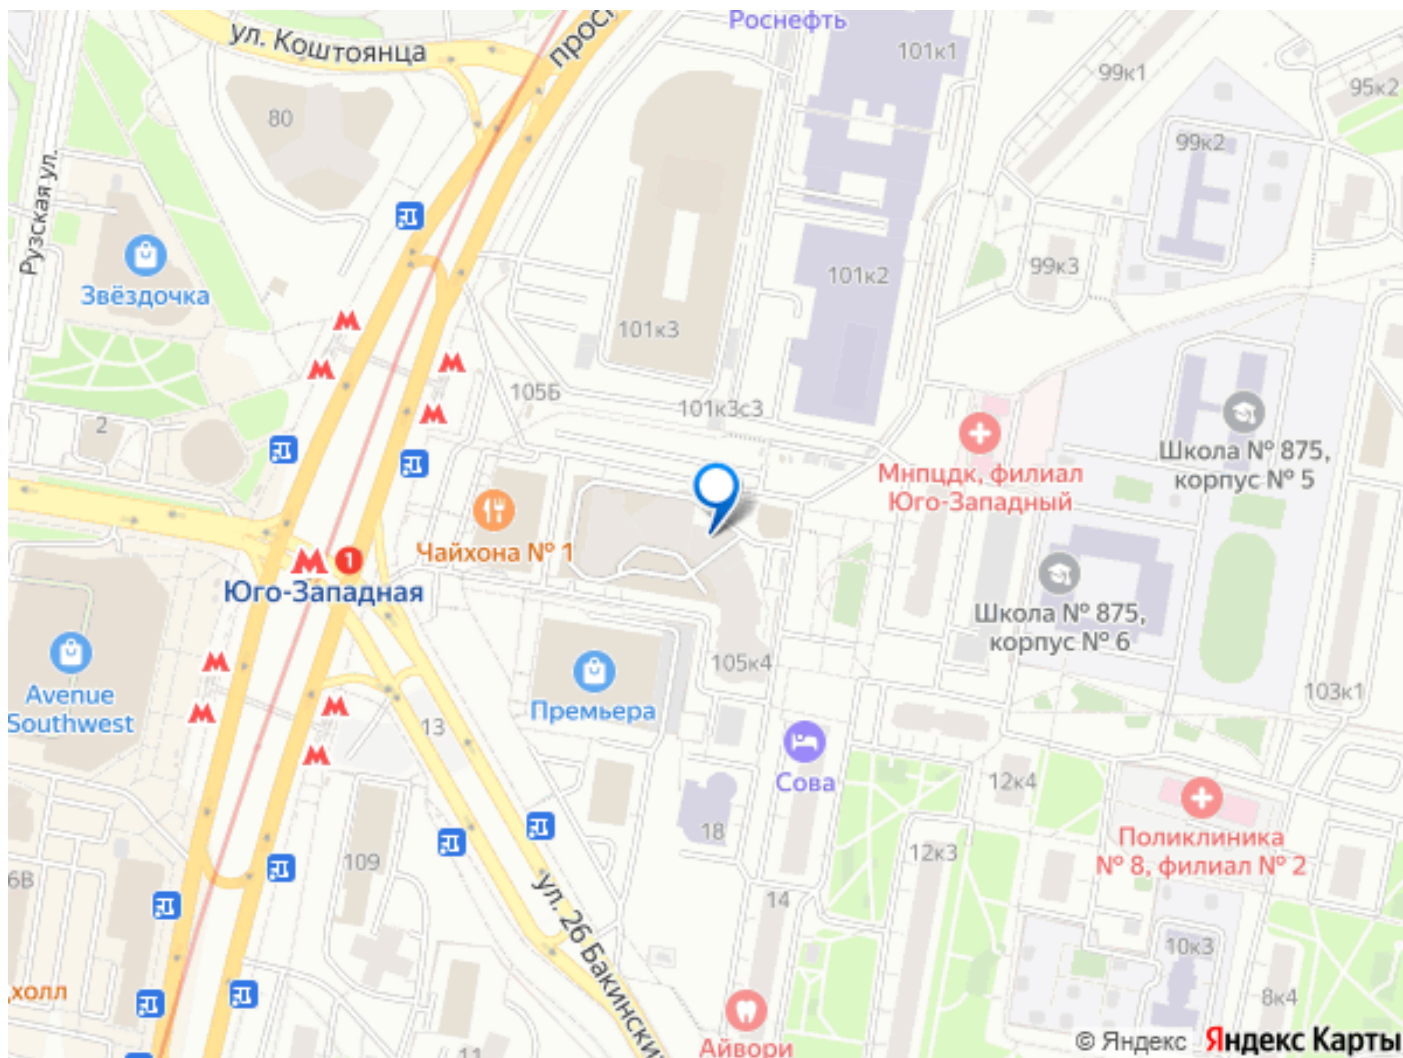 Роснефть
ул. Коштоянца
101к1
99к1
95к2
80
99к2
Рузская ул.
99к3
101к2
Звёздочка
101к3
105Б
101к3с3
2
Школа № 875,
корпус № 5
Мнпцдк, филиал
Юго-Западный
Чайхона № 1
1
Юго-Западная
Школа № 875,
корпус № 6
105к4
103к1
Avenue
Southwest
Премьера
13
Сова
12к4
18
Поликлиника
№ 8, филиал № 2
12к3
109
6В
14
ул. 26 Бакински
10к3
холл
8к4
11
Айвори
© Яндекс Яндекс Карты